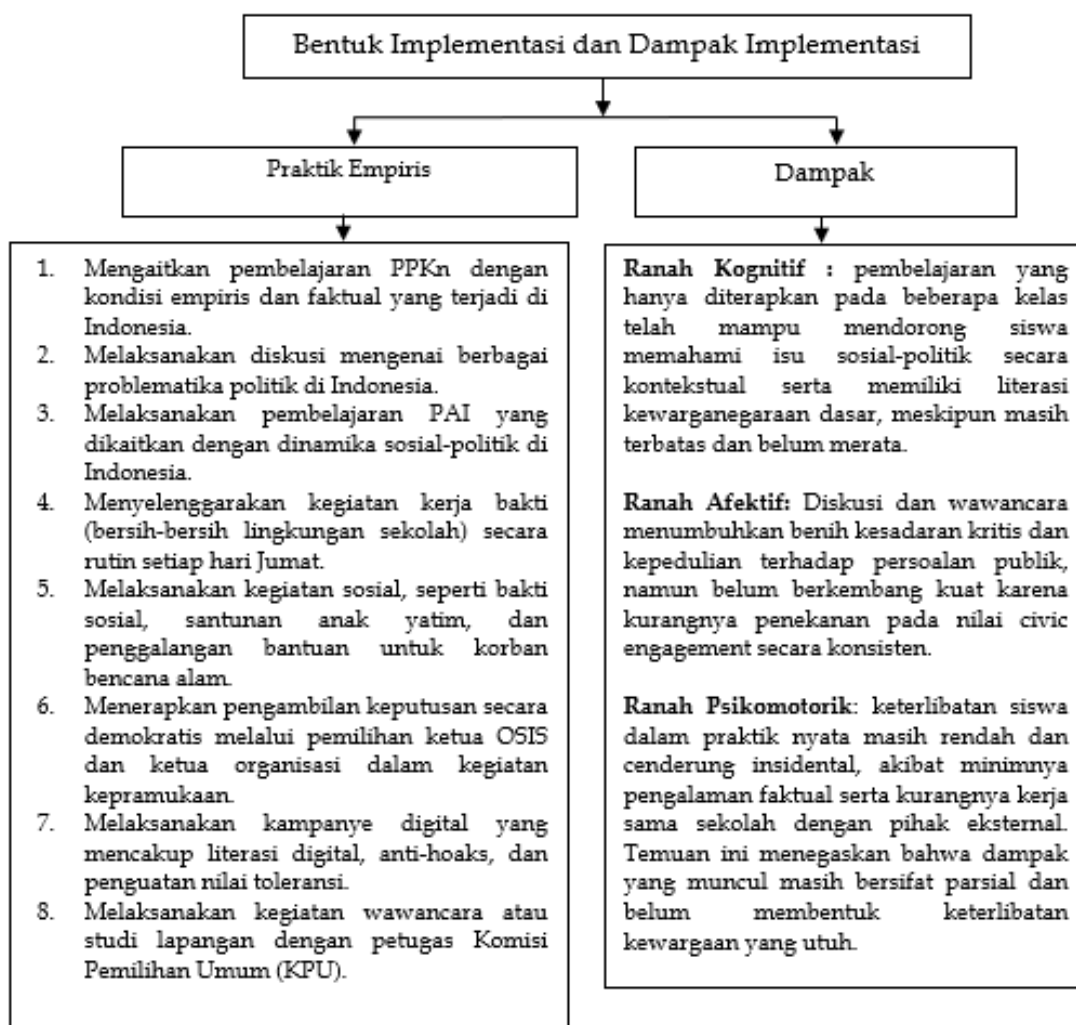 Bentuk Implementasi dan Dampak Implementasi
Praktik Empiris
1. Mengaitkan pembelajaran PPKn dengan
kondisi empiris dan faktual yang terjadi di
Indonesia.
2. Melaksanakan diskusi mengenai berbagai
problematika politik di Indonesia.
3. Melaksanakan pembelajaran PAI yang
dikaitkan dengan dinamika sosial-politik di
Indonesia.
4. Menyelenggarakan kegiatan kerja bakti
(bersih-bersih lingkungan sekolah) secara
rutin setiap hari Jumat.
5. Melaksanakan kegiatan sosial, seperti bakti
sosial, santunan anak yatim, dan
penggalangan bantuan untuk korban
bencana alam.
6. Menerapkan pengambilan keputusan secara
demokratis melalui pemilihan ketua OSIS
dan ketua organisasi dalam kegiatan
kepramukaan.
7. Melaksanakan kampanye digital yang
mencakup literasi digital, anti-hoaks, dan
penguatan nilai toleransi.
8. Melaksanakan kegiatan wawancara atau
studi lapangan dengan petugas Komisi
Pemilihan Umum (KPU).
Dampak
Ranah Kognitif : pembelajaran yang
hanya diterapkan pada beberapa kelas
telah mampu mendorong siswa
memahami isu sosial-politik secara
kontekstual serta memiliki literasi
kewarganegaraan dasar, meskipun masih
terbatas dan belum merata.
Ranah Afektif: Diskusi dan wawancara
menumbuhkan benih kesadaran kritis dan
kepedulian terhadap persoalan publik,
namun belum berkembang kuat karena
kurangnya penekanan pada nilai civic
engagement secara konsisten.
Ranah Psikomotorik: keterlibatan siswa
dalam praktik nyata masih rendah dan
cenderung insidental, akibat minimnya
pengalaman faktual serta kurangnya kerja
sama sekolah dengan pihak eksternal.
Temuan ini menegaskan bahwa dampak
yang muncul masih bersifat parsial dan
belum membentuk keterlibatan
kewargaan yang utuh.